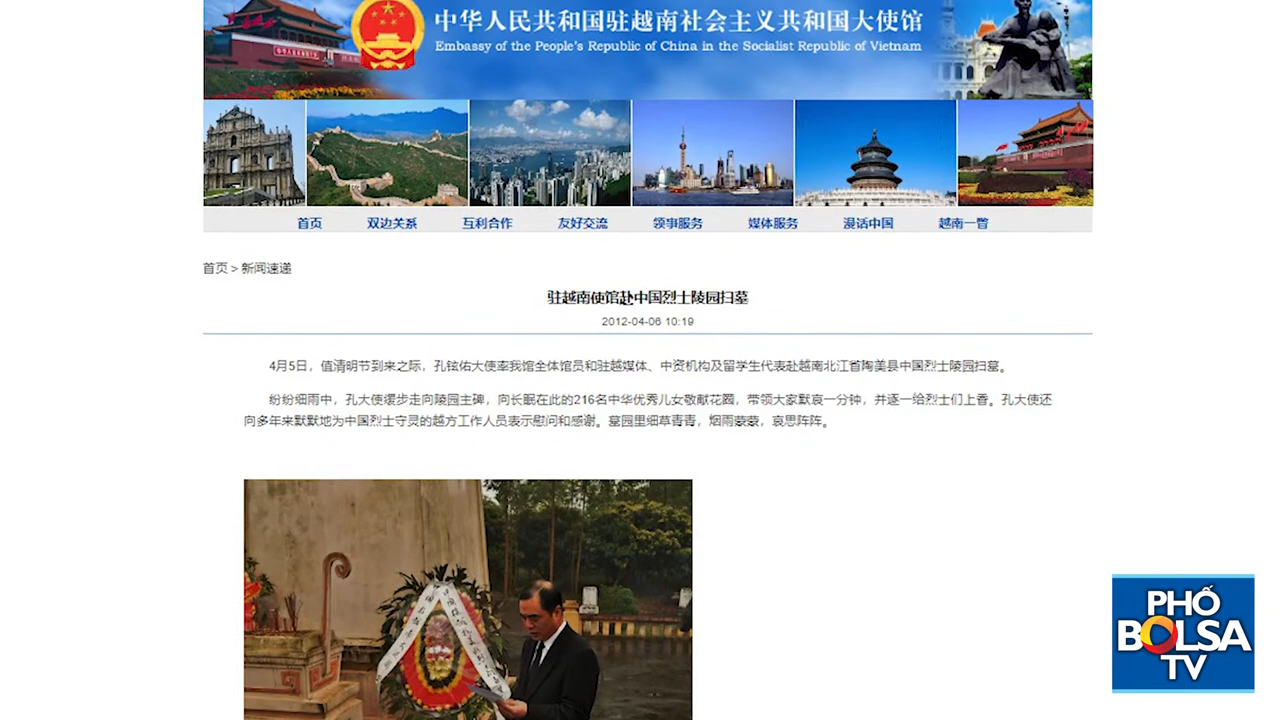 中华人民共和国驻越南社会主义共和国大使馆
Embassy of the People's Republic of China in the Socialist Republic of Vietnam
首页 双边关系 互利合作 友好交流 领事服务 媒体服务 漫话中国 越南一瞥
首页 > 新闻速递
驻越南使馆赴中国烈士陵园扫墓
2012-04-06 10:19
4月5日，值清明节到来之际，孔铉佑大使率我馆全体馆员和驻越媒体、中资机构及留学生代表赴越南北江省陶美县中国烈士陵园扫墓。
纷纷细雨中，孔大使缓步走向陵园主碑，向长眠在此的216名中华优秀儿女敬献花圈，带领大家默哀一分钟，并逐一给烈士们上香。孔大使还
向多年来默默地为中国烈士守灵的越方工作人员表示慰问和感谢。墓园里细草青青，烟雨蒙蒙，哀思阵阵。
PHỐ
BOLSA
TV